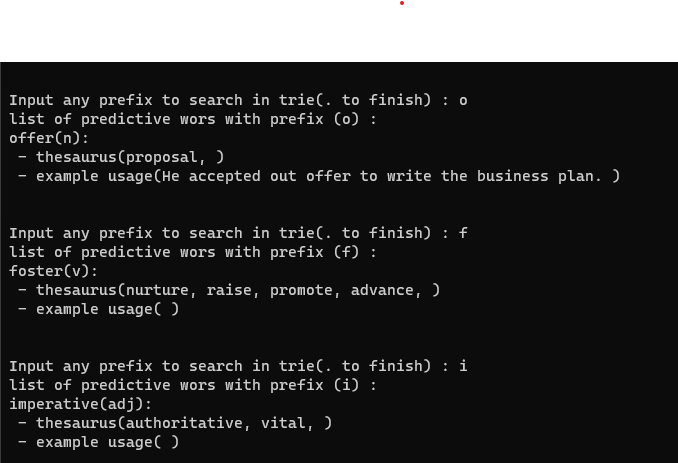 Input any prefix to search in trie(. to finish) : o
list of predictive wors with prefix (o) :
offer(n):
 - thesaurus(proposal, )
 - example usage(He accepted out offer to write the business plan. )
Input any prefix to search in trie(. to finish) : f
list of predictive wors with prefix (f) :
foster(v):
 - thesaurus(nurture, raise, promote, advance, )
 - example usage( )
Input any prefix to search in trie(. to finish) : i
list of predictive wors with prefix (i) :
imperative(adj):
 - thesaurus(authoritative, vital, )
 - example usage( )